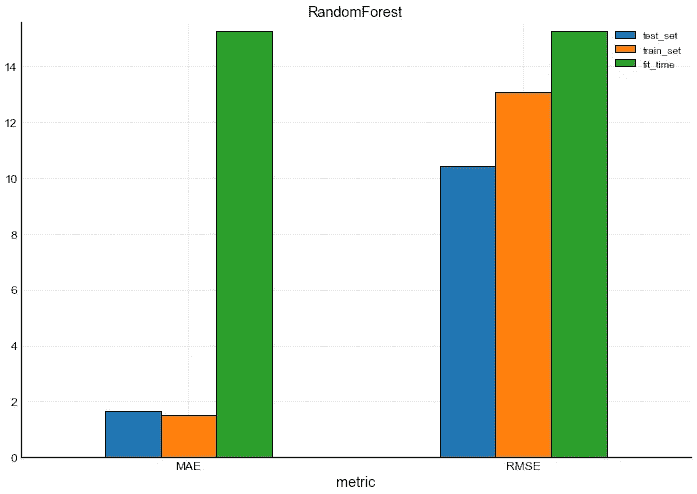 RandomForest
test_set
train_set
fit_time
14
12
10
8
6
4
2
0
MAE
RMSE
metric